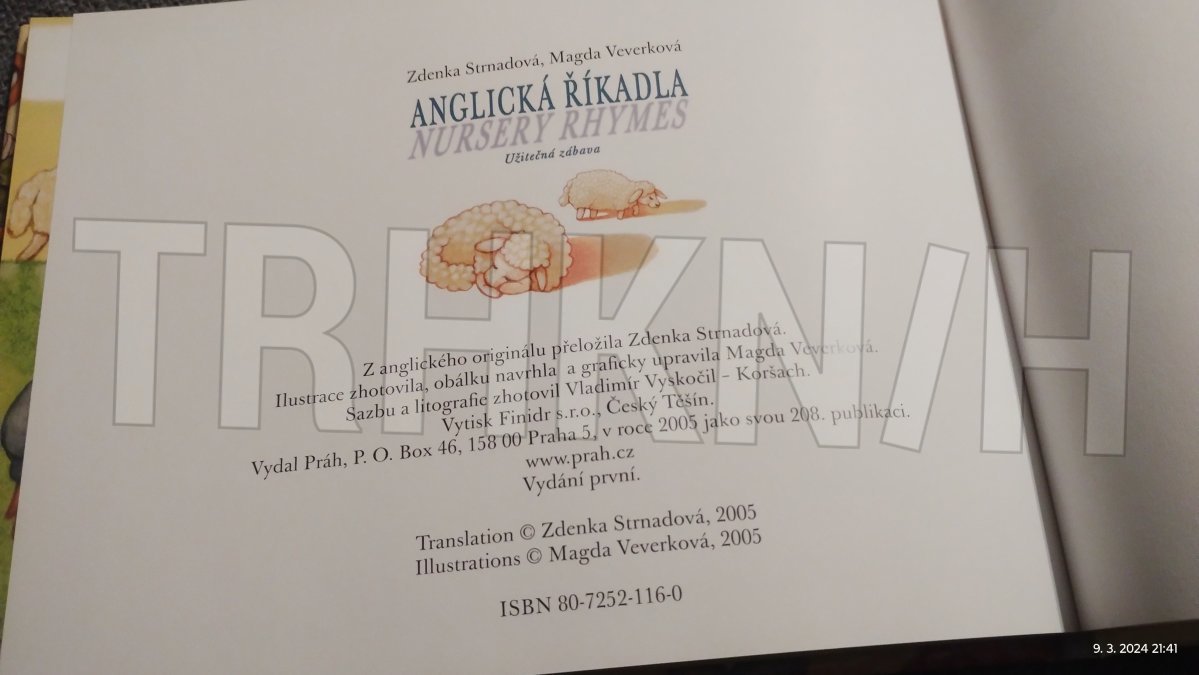 Zdenka Strnadová, Magda Veverková
ANGLICKÁ ŘÍKADLA
NURSERY RHYMES
Užitečná zábava
TRHKNIH
Z anglického originálu přeložila Zdenka Strnadová.
Ilustrace zhotovila, obálku navrhla a graficky upravila Magda Veverková.
Sazbu a litografie zhotovil Vladimír Vyskočil – Koršach.
Vytisk Finidr s.r.o., Český Těšín.
Vydal Práh, P. O. Box 46, 158 00 Praha 5, v roce 2005 jako svou 208. publikaci.
www.prah.cz
Vydání první.
Translation © Zdenka Strnadová, 2005
Illustrations © Magda Veverková, 2005
ISBN 80-7252-116-0
9. 3. 2024 21:41